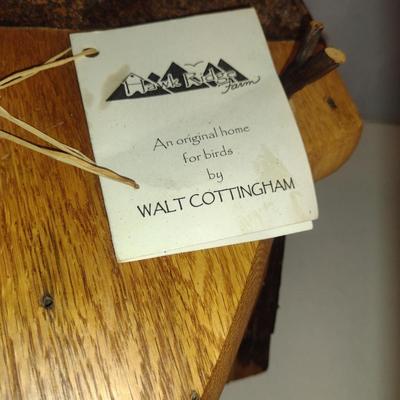 Hawk Ridge
Farm
An original home
for birds
by
WALT COTTINGHAM